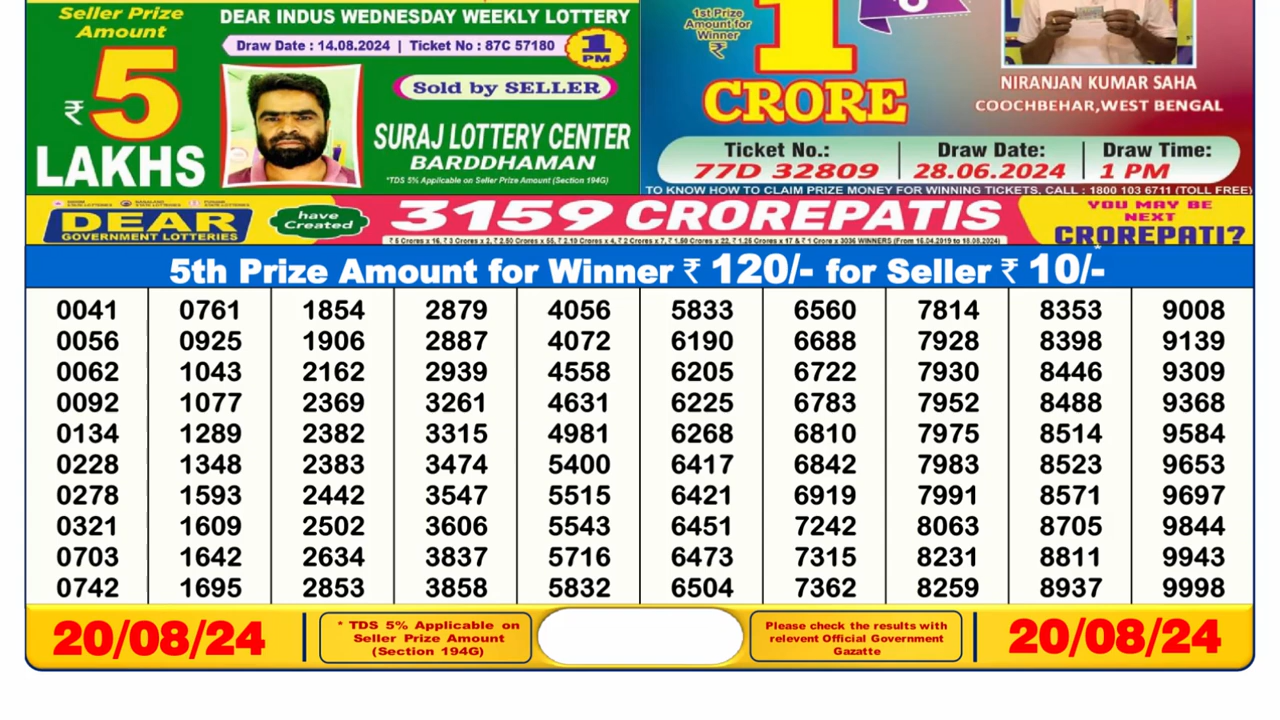 Seller Prize
Amount
₹ 5
LAKHS
DEAR INDUS WEDNESDAY WEEKLY LOTTERY
Draw Date : 14.08.2024 | Ticket No : 87C 57180
1
PM
Sold by SELLER
SURAJ LOTTERY CENTER
BARDDHAMAN
*TDS 5% Applicable on Seller Prize Amount (Section 194G)
1st Prize
Amount for
Winner
₹
1
CRORE
NIRANJAN KUMAR SAHA
COOCHBEHAR,WEST BENGAL
Ticket No.: Draw Date: Draw Time:
77D 32809 28.06.2024 1 PM
TO KNOW HOW TO CLAIM PRIZE MONEY FOR WINNING TICKETS, CALL : 1800 103 6711 (TOLL FREE)
DEAR
GOVERNMENT LOTTERIES
have
Created
3159 CROREPATIS
YOU MAY BE
NEXT
CROREPATI?
5th Prize Amount for Winner ₹ 120/- for Seller ₹ 10/-*
0041 0761 1854 2879 4056 5833 6560 7814 8353 9008
0056 0925 1906 2887 4072 6190 6688 7928 8398 9139
0062 1043 2162 2939 4558 6205 6722 7930 8446 9309
0092 1077 2369 3261 4631 6225 6783 7952 8488 9368
0134 1289 2382 3315 4981 6268 6810 7975 8514 9584
0228 1348 2383 3474 5400 6417 6842 7983 8523 9653
0278 1593 2442 3547 5515 6421 6919 7991 8571 9697
0321 1609 2502 3606 5543 6451 7242 8063 8705 9844
0703 1642 2634 3837 5716 6473 7315 8231 8811 9943
0742 1695 2853 3858 5832 6504 7362 8259 8937 9998
20/08/24
* TDS 5% Applicable on
Seller Prize Amount
(Section 194G)
Please check the results with
relevent Official Government
Gazatte
20/08/24